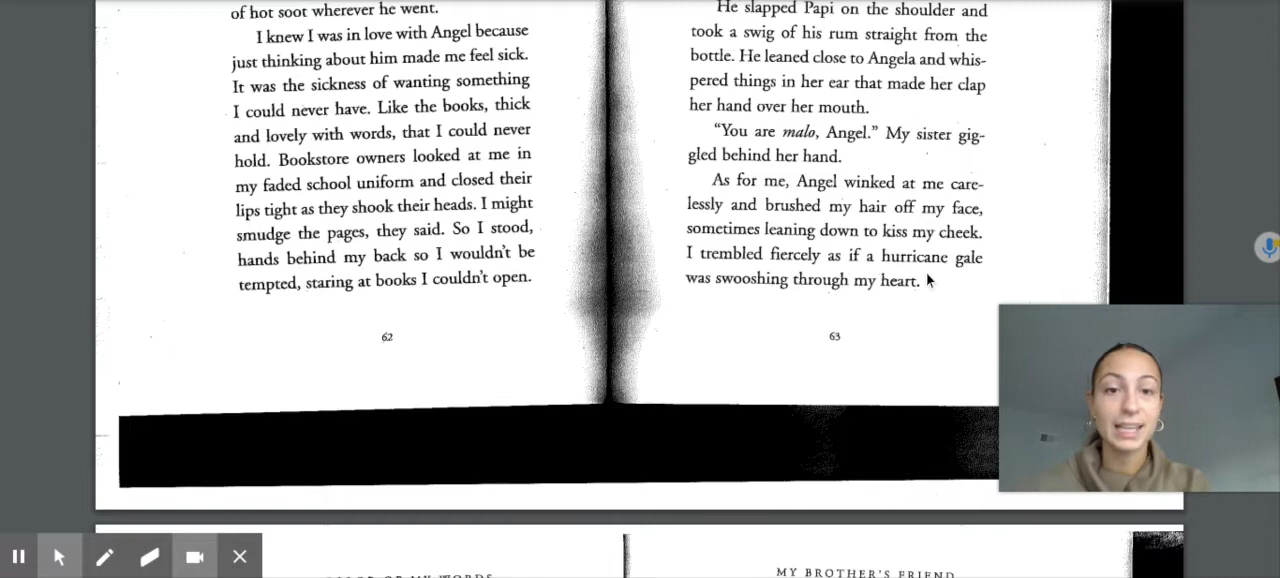 of hot soot wherever he went.
I knew I was in love with Angel because
just thinking about him made me feel sick.
It was the sickness of wanting something
I could never have. Like the books, thick
and lovely with words, that I could never
hold. Bookstore owners looked at me in
my faded school uniform and closed their
lips tight as they shook their heads. I might
smudge the pages, they said. So I stood,
hands behind my back so I wouldn't be
tempted, staring at books I couldn't open.
62
He slapped Papi on the shoulder and
took a swig of his rum straight from the
bottle. He leaned close to Angela and whis-
pered things in her ear that made her clap
her hand over her mouth.
"You are malo, Angel." My sister gig-
gled behind her hand.
As for me, Angel winked at me care-
lessly and brushed my hair off my face,
sometimes leaning down to kiss my cheek.
I trembled fiercely as if a hurricane gale
was swooshing through my heart.
63
OF MY WORDS
MY BROTHER'S FRIEND